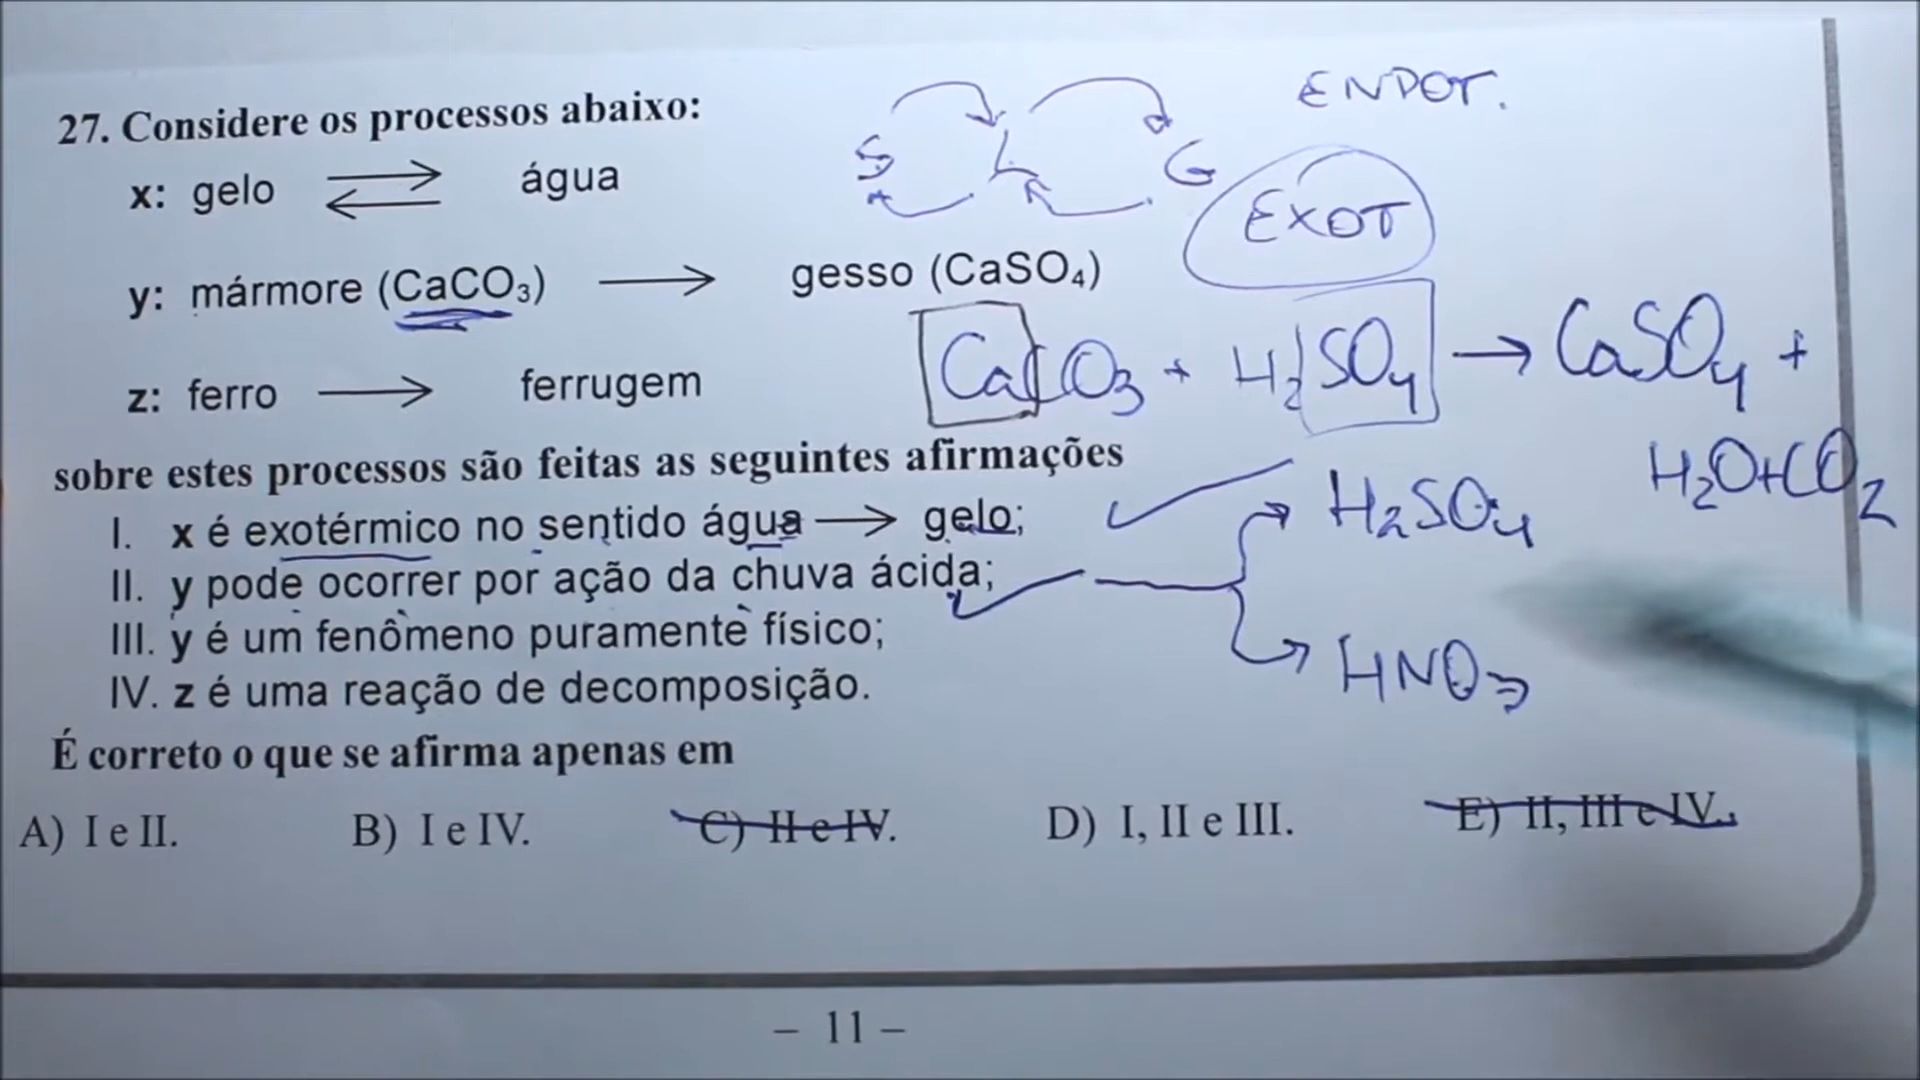 27. Considere os processos abaixo:
ENDOT.
S L G
x: gelo ⇌ água
EXOT
y: mármore (CaCO₃) → gesso (CaSO₄)
CaCO₃ + H₂SO₄ → CaSO₄ +
H₂O+CO₂
z: ferro → ferrugem
sobre estes processos são feitas as seguintes afirmações
I. x é exotérmico no sentido água → gelo;
H₂SO₄
II. y pode ocorrer por ação da chuva ácida;
III. y é um fenômeno puramente físico;
HNO₃
IV. z é uma reação de decomposição.
É correto o que se afirma apenas em
A) I e II. B) I e IV. C) II e IV. D) I, II e III. E) II, III e IV.
– 11 –